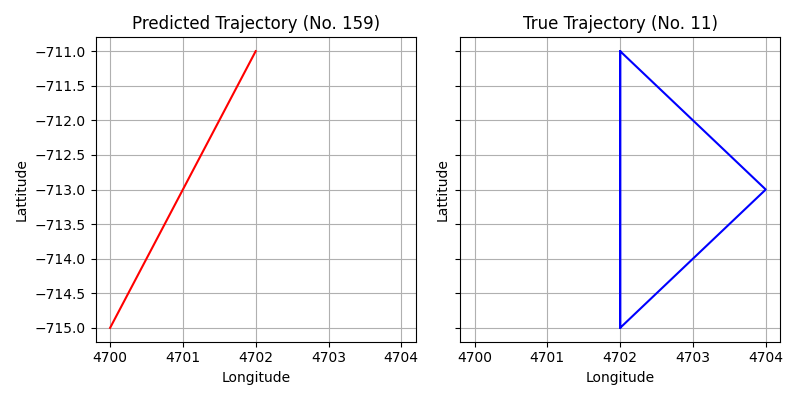 Predicted Trajectory (No. 159)
True Trajectory (No. 11)
−711.0
−711.5
−712.0
−712.5
−713.0
−713.5
−714.0
−714.5
−715.0
Lattitude
Lattitude
4700 4701 4702 4703 4704
4700 4701 4702 4703 4704
Longitude
Longitude